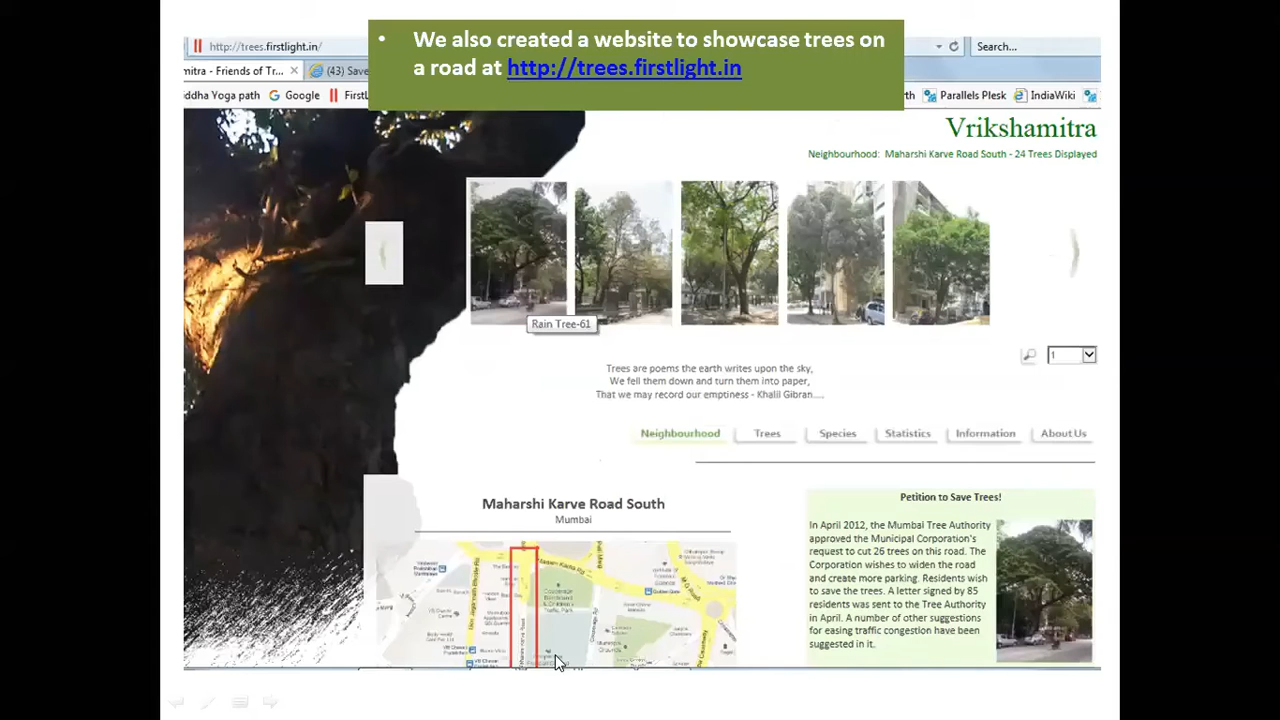 • We also created a website to showcase trees on
a road at http://trees.firstlight.in
http://trees.firstlight.in/
Search...
mitra - Friends of Tr...
(43) Save
ddha Yoga path
Google
Parallels Plesk
IndiaWiki
Vrikshamitra
Neighbourhood: Maharshi Karve Road South - 24 Trees Displayed
Rain Tree-61
1
Trees are poems the earth writes upon the sky,
We fell them down and turn them into paper,
That we may record our emptiness - Khalil Gibran....
Neighbourhood
Trees
Species
Statistics
Information
About Us
Maharshi Karve Road South
Mumbai
Petition to Save Trees!
In April 2012, the Mumbai Tree Authority
approved the Municipal Corporation's
request to cut 26 trees on this road. The
Corporation wishes to widen the road
and create more parking. Residents wish
to save the trees. A letter signed by 85
residents was sent to the Tree Authority
in April. A number of other suggestions
for easing traffic congestion have been
suggested in it.